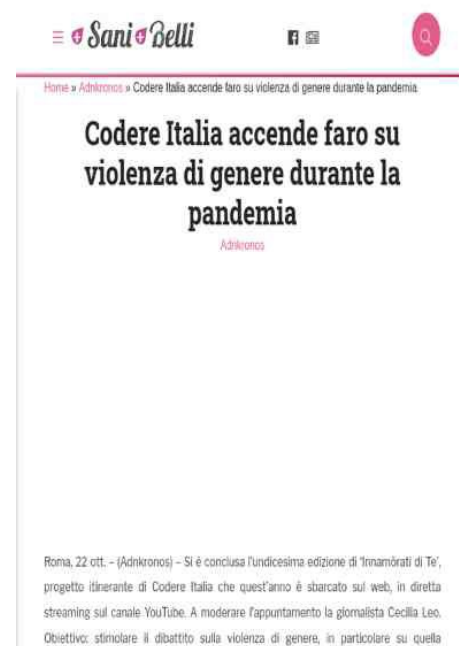 Sani Belli
Home » Adnkronos » Codere Italia accende faro su violenza di genere durante la pandemia
Codere Italia accende faro su
violenza di genere durante la
pandemia
Adnkronos
Roma, 22 ott. – (Adnkronos) – Si è conclusa l'undicesima edizione di 'Innamórati di Te',
progetto itinerante di Codere Italia che quest'anno è sbarcato sul web, in diretta
streaming sul canale YouTube. A moderare l'appuntamento la giornalista Cecilia Leo.
Obiettivo: stimolare il dibattito sulla violenza di genere, in particolare su quella